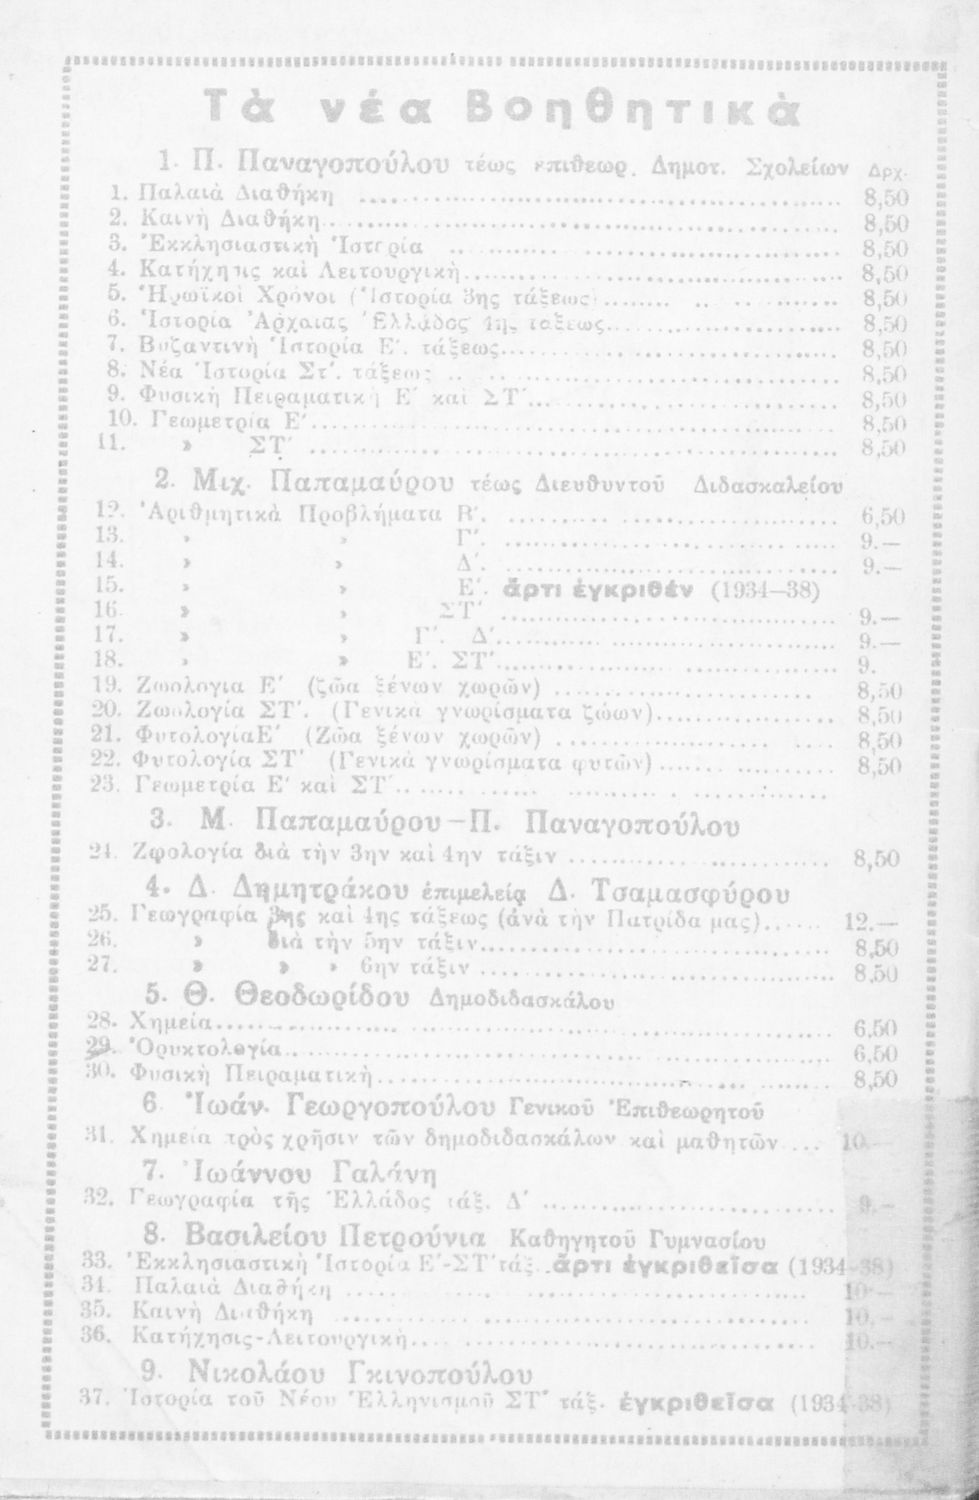 Τὰ νέα Βοηθητικὰ
1. Π. Παναγοπούλου τέως ἐπιθεωρ. Δημοτ. Σχολείων Δρχ.
1. Παλαιὰ Διαθήκη ........ 8,50
2. Καινὴ Διαθήκη ........ 8,50
3. Ἐκκλησιαστικὴ Ἱστορία ........ 8,50
4. Κατήχησις καὶ Λειτουργικὴ ........ 8,50
5. Ἡρωϊκοὶ Χρόνοι (Ἱστορία 3ης τάξεως) ........ 8,50
6. Ἱστορία Ἀρχαίας Ἑλλάδος 4ης τάξεως ........ 8,50
7. Βυζαντινὴ Ἱστορία Ε΄. τάξεως ........ 8,50
8. Νέα Ἱστορία Στ΄. τάξεως ........ 8,50
9. Φυσικὴ Πειραματικὴ Ε΄ καὶ ΣΤ΄ ........ 8,50
10. Γεωμετρία Ε΄ ........ 8,50
11. » ΣΤ΄ ........ 8,50
2. Μιχ. Παπαμαύρου τέως Διευθυντοῦ Διδασκαλείου
12. Ἀριθμητικὰ Προβλήματα Β΄. ........ 6,50
13. » » Γ΄. ........ 9.—
14. » » Δ΄. ........ 9.—
15. » » Ε΄. ἄρτι ἐγκριθέν (1934—38)
16. » » ΣΤ΄ ........ 9.—
17. » » Γ΄. Δ΄. ........ 9.—
18. » » Ε΄. ΣΤ΄. ........ 9.
19. Ζωολογια Ε΄ (ζῶα ξένων χωρῶν) ........ 8,50
20. Ζωολογία ΣΤ΄. (Γενικὰ γνωρίσματα ζώων) ........ 8,50
21. ΦυτολογίαΕ΄ (Ζῶα ξένων χωρῶν) ........ 8,50
22. Φυτολογία ΣΤ΄ (Γενικὰ γνωρίσματα φυτῶν) ........ 8,50
23. Γεωμετρία Ε΄ καὶ ΣΤ΄ ........
3. Μ. Παπαμαύρου—Π. Παναγοπούλου
24. Ζῳολογία διὰ τὴν 3ην καὶ 4ην τάξιν ........ 8,50
4. Δ. Δημητράκου ἐπιμελείᾳ Δ. Τσαμασφύρου
25. Γεωγραφία 3ης καὶ 4ης τάξεως (ἀνὰ τὴν Πατρίδα μας) ...... 12.—
26. » διὰ τὴν 5ην τάξιν ........ 8,50
27. » » » 6ην τάξιν ........ 8,50
5. Θ. Θεοδωρίδου Δημοδιδασκάλου
28. Χημεία ........ 6,50
29. Ὀρυκτολογία ........ 6,50
30. Φυσικὴ Πειραματικὴ ........ 8,50
6. Ἰωάν. Γεωργοπούλου Γενικοῦ Ἐπιθεωρητοῦ
31. Χημεία πρὸς χρῆσιν τῶν δημοδιδασκάλων καὶ μαθητῶν .... 10.—
7. Ἰωάννου Γαλάνη
32. Γεωγραφία τῆς Ἑλλάδος τάξ. Δ΄ ........ 9.—
8. Βασιλείου Πετρούνια Καθηγητοῦ Γυμνασίου
33. Ἐκκλησιαστικὴ Ἱστορία Ε΄-ΣΤ΄ τάξ. ἄρτι ἐγκριθεῖσα (1934-38)
34. Παλαιὰ Διαθήκη ........ 10.—
35. Καινὴ Διαθήκη ........ 10.—
36. Κατήχησις-Λειτουργικὴ ........ 10.—
9. Νικολάου Γκινοπούλου
37. Ἱστορία τοῦ Νέου Ἑλληνισμοῦ ΣΤ΄ τάξ. ἐγκριθεῖσα (1934-38)